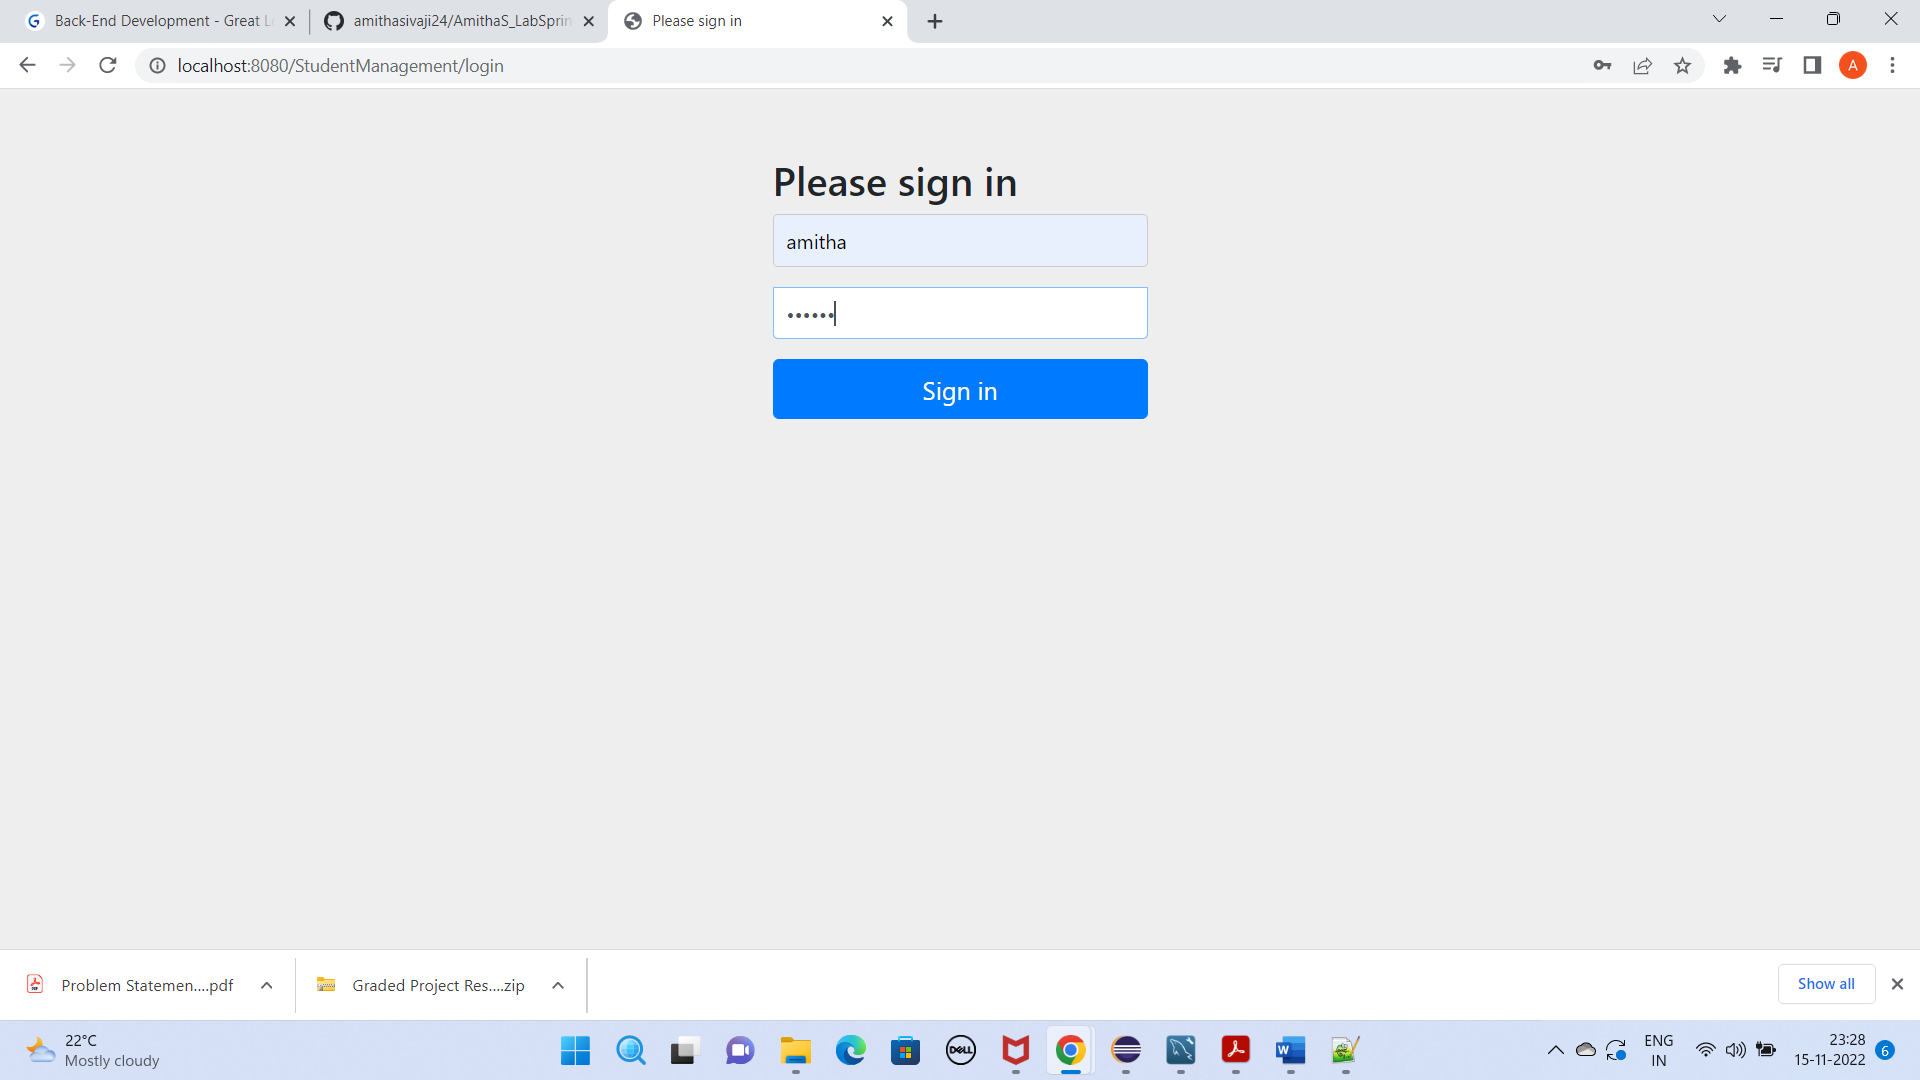 Back-End Development - Great L
amithasivaji24/AmithaS_LabSprin
Please sign in
localhost:8080/StudentManagement/login
A
Please sign in
amitha
••••••
Sign in
Problem Statemen....pdf
Graded Project Res....zip
Show all
22°C
Mostly cloudy
DELL
W
ENG
IN
23:28
15-11-2022
6